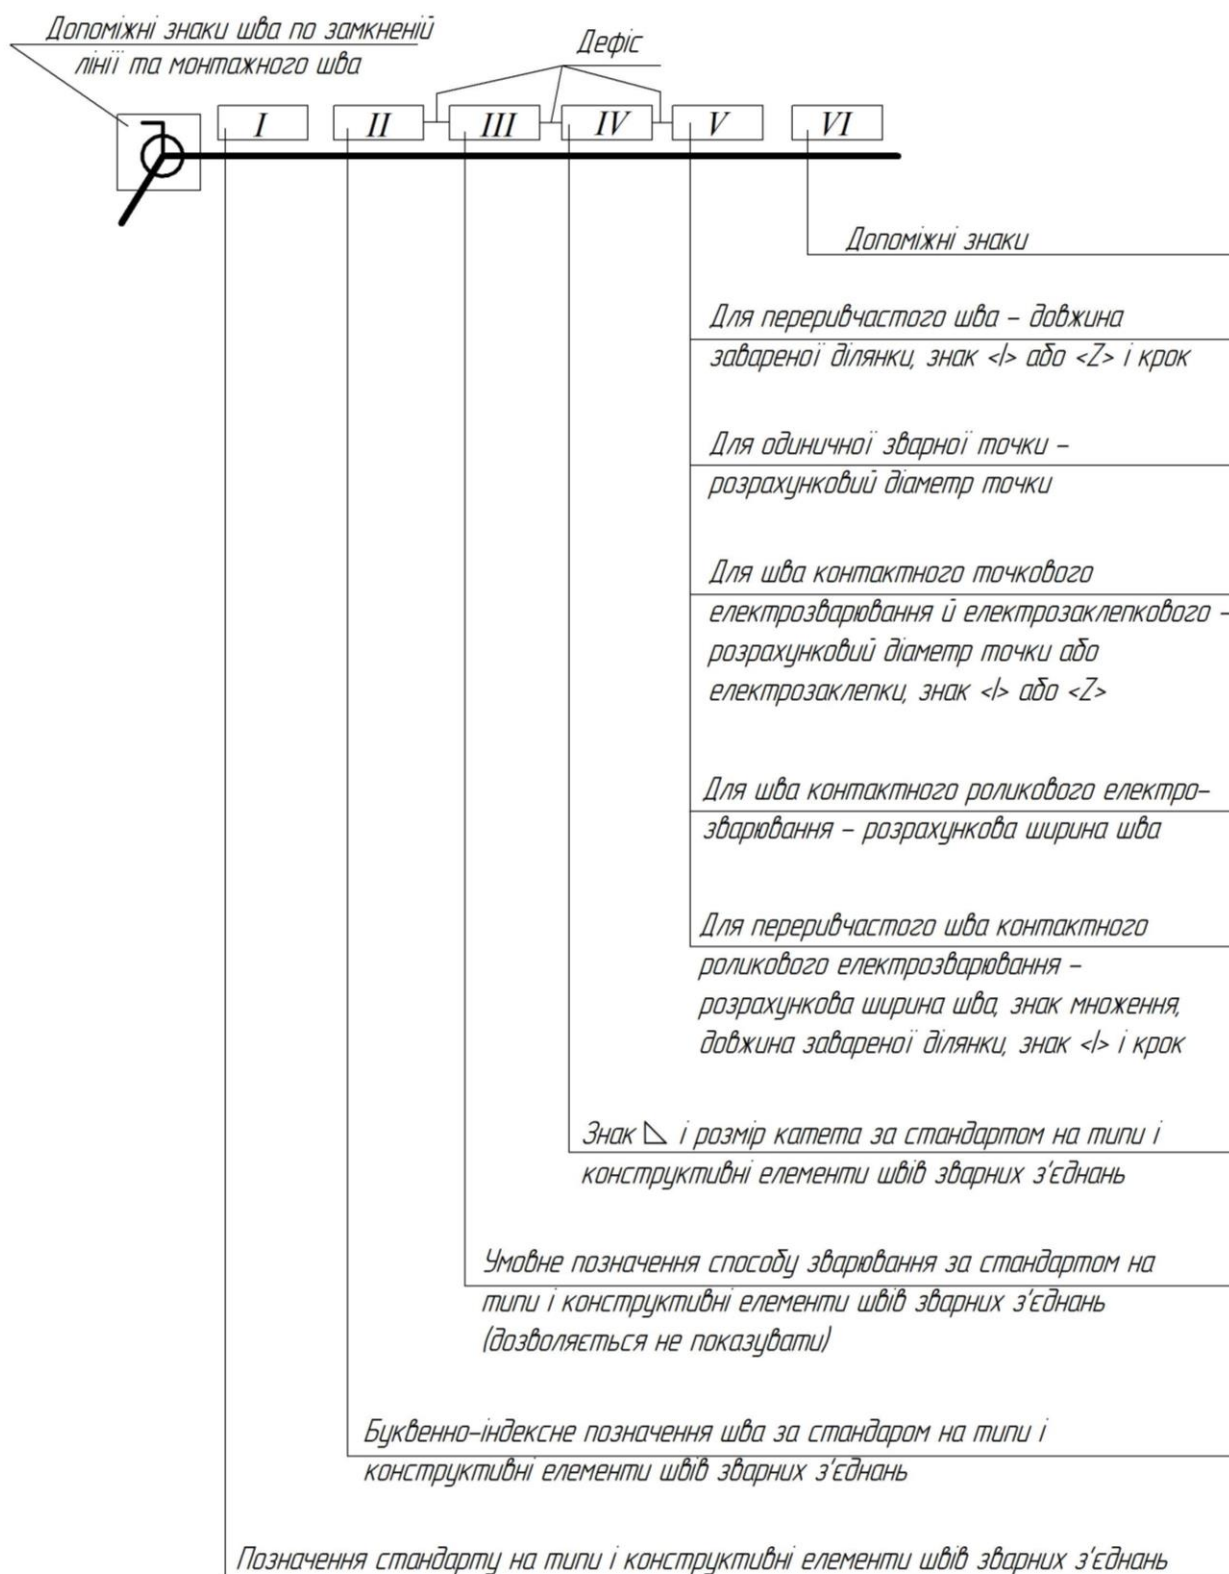 Допоміжні знаки шва по замкненій
лінії та монтажного шва
Дефіс
I II III IV V VI
Допоміжні знаки
Для переривчастого шва – довжина
завареної ділянки, знак </> або <Z> і крок
Для одиничної зварної точки –
розрахунковий діаметр точки
Для шва контактного точкового
електрозварювання й електрозаклепкового –
розрахунковий діаметр точки або
електрозаклепки, знак </> або <Z>
Для шва контактного роликового електро–
зварювання – розрахункова ширина шва
Для переривчастого шва контактного
роликового електрозварювання –
розрахункова ширина шва, знак множення,
довжина завареної ділянки, знак </> і крок
Знак ◺ і розмір катета за стандартом на типи і
конструктивні елементи швів зварних з'єднань
Умовне позначення способу зварювання за стандартом на
типи і конструктивні елементи швів зварних з'єднань
(дозволяється не показувати)
Буквенно-індексне позначення шва за стандаром на типи і
конструктивні елементи швів зварних з'єднань
Позначення стандарту на типи і конструктивні елементи швів зварних з'єднань